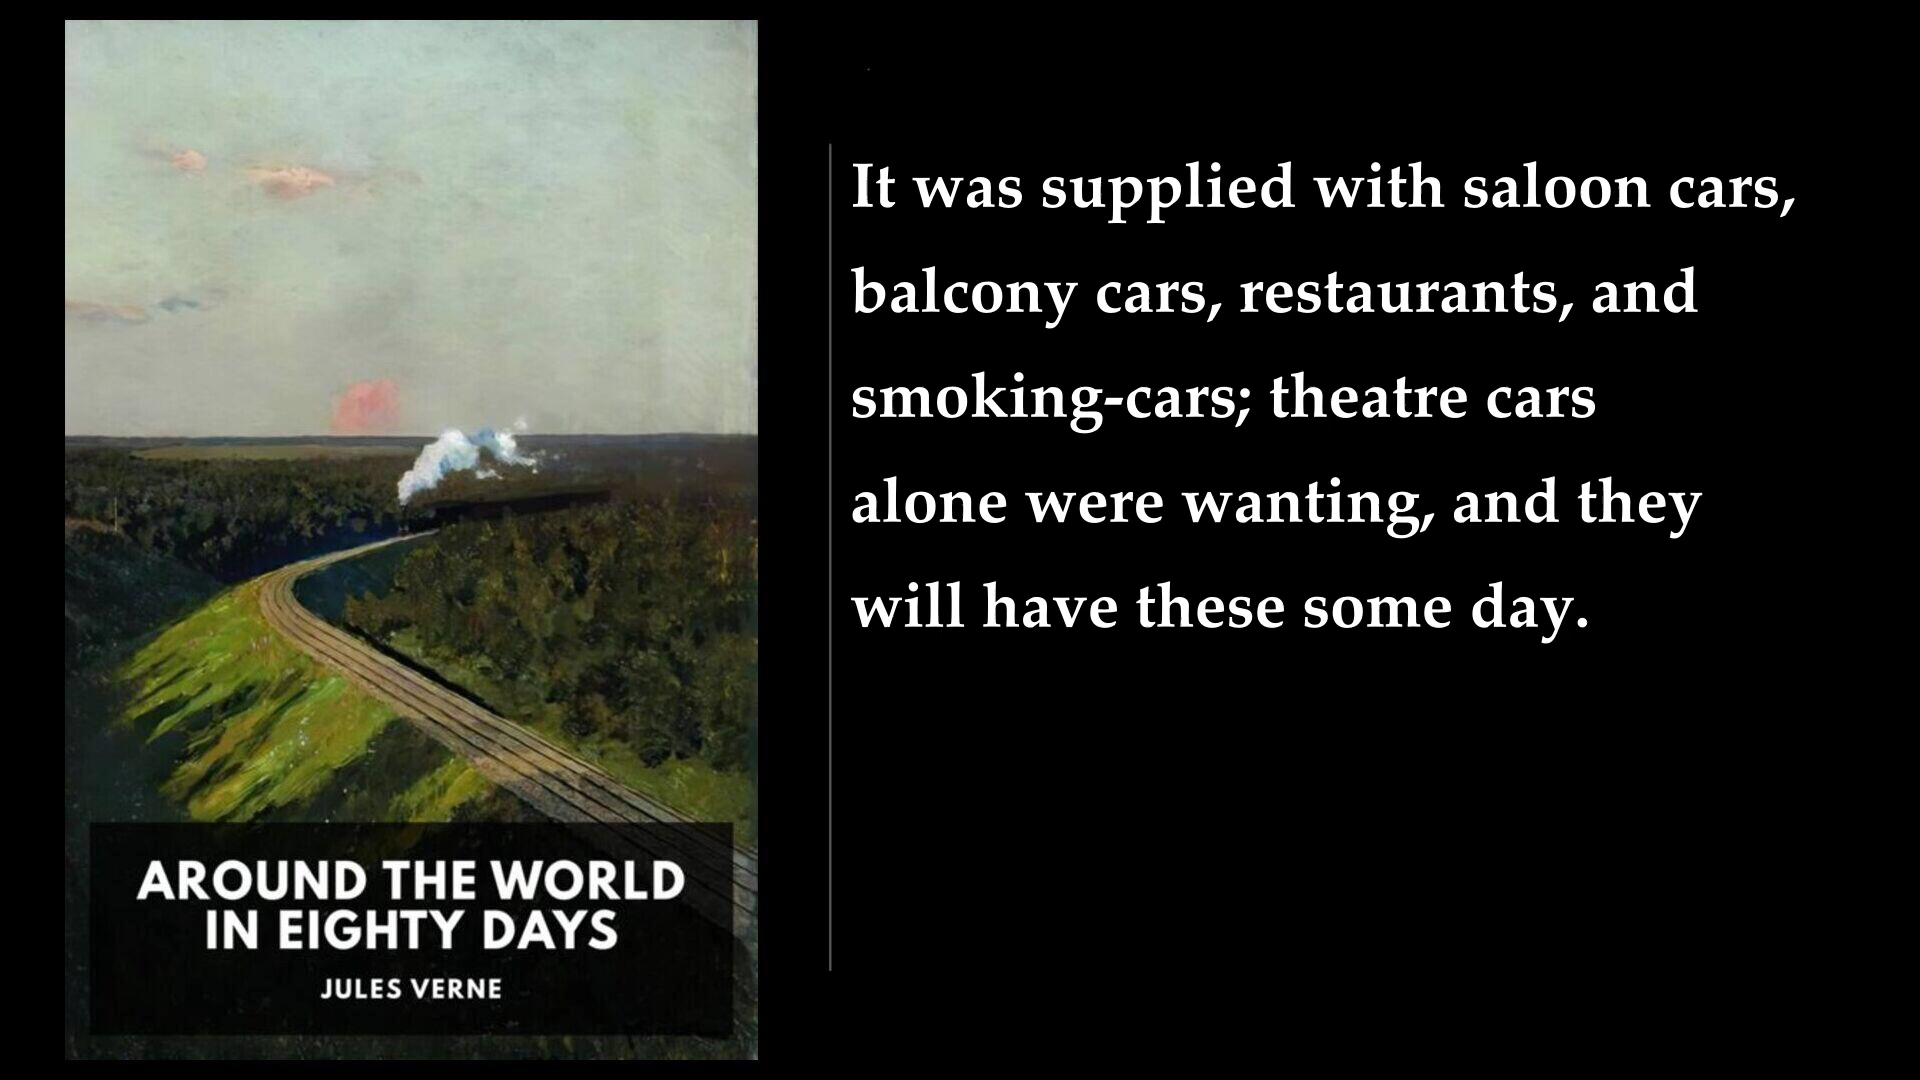 It was supplied with saloon cars,
balcony cars, restaurants, and
smoking-cars; theatre cars
alone were wanting, and they
will have these some day.
AROUND THE WORLD
IN EIGHTY DAYS
JULES VERNE